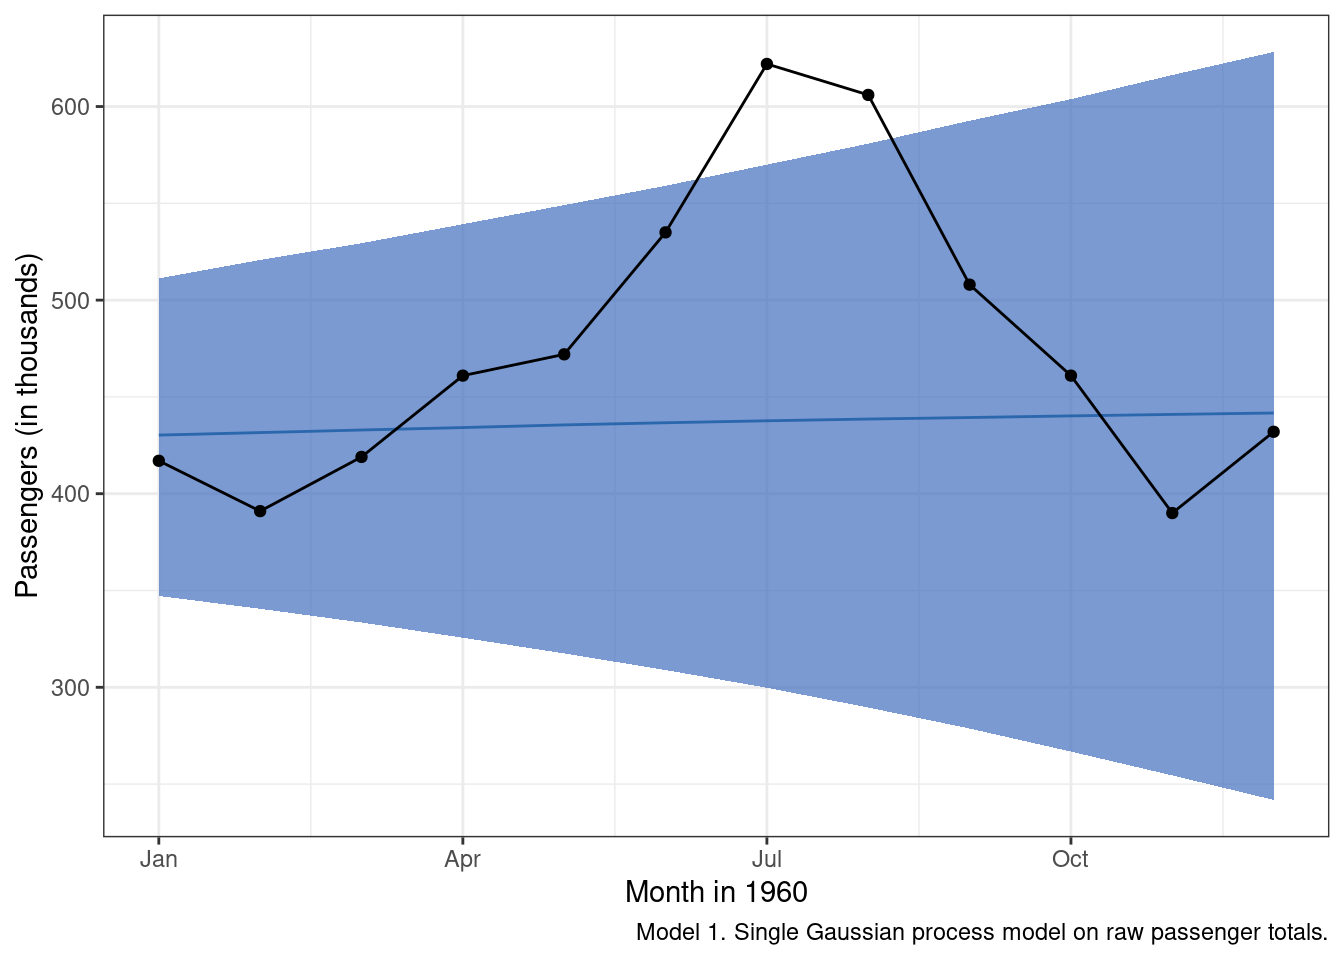 600
500
400
300
Passengers (in thousands)
Jan Apr Jul Oct
Month in 1960
Model 1. Single Gaussian process model on raw passenger totals.